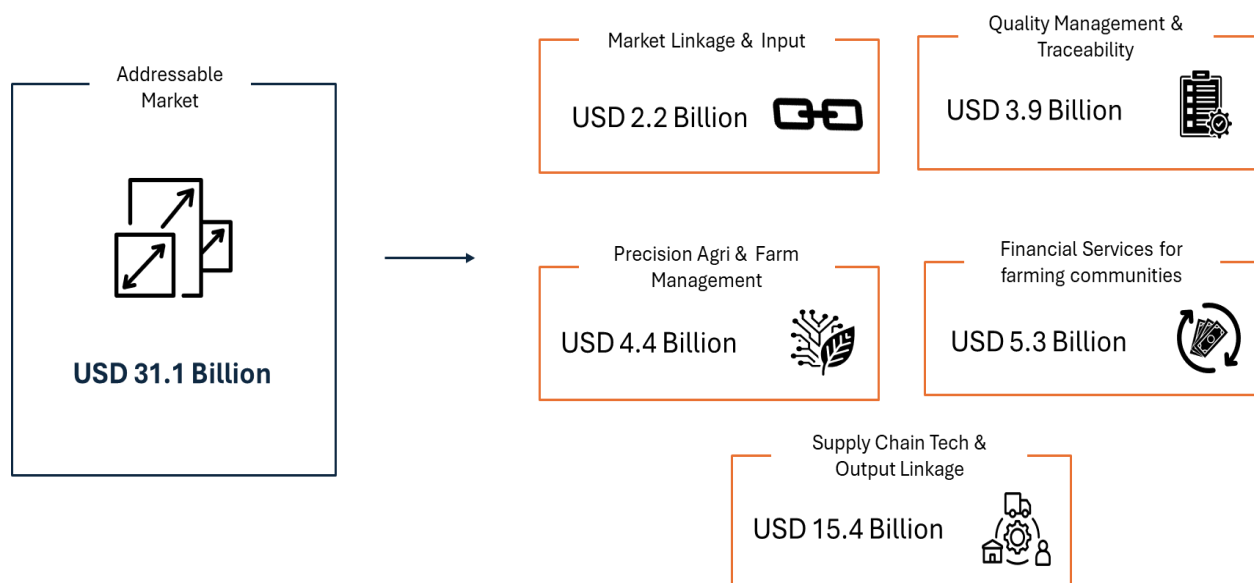 Addressable
Market
USD 31.1 Billion
Market Linkage & Input
USD 2.2 Billion
Quality Management &
Traceability
USD 3.9 Billion
Precision Agri & Farm
Management
USD 4.4 Billion
Financial Services for
farming communities
USD 5.3 Billion
Supply Chain Tech &
Output Linkage
USD 15.4 Billion